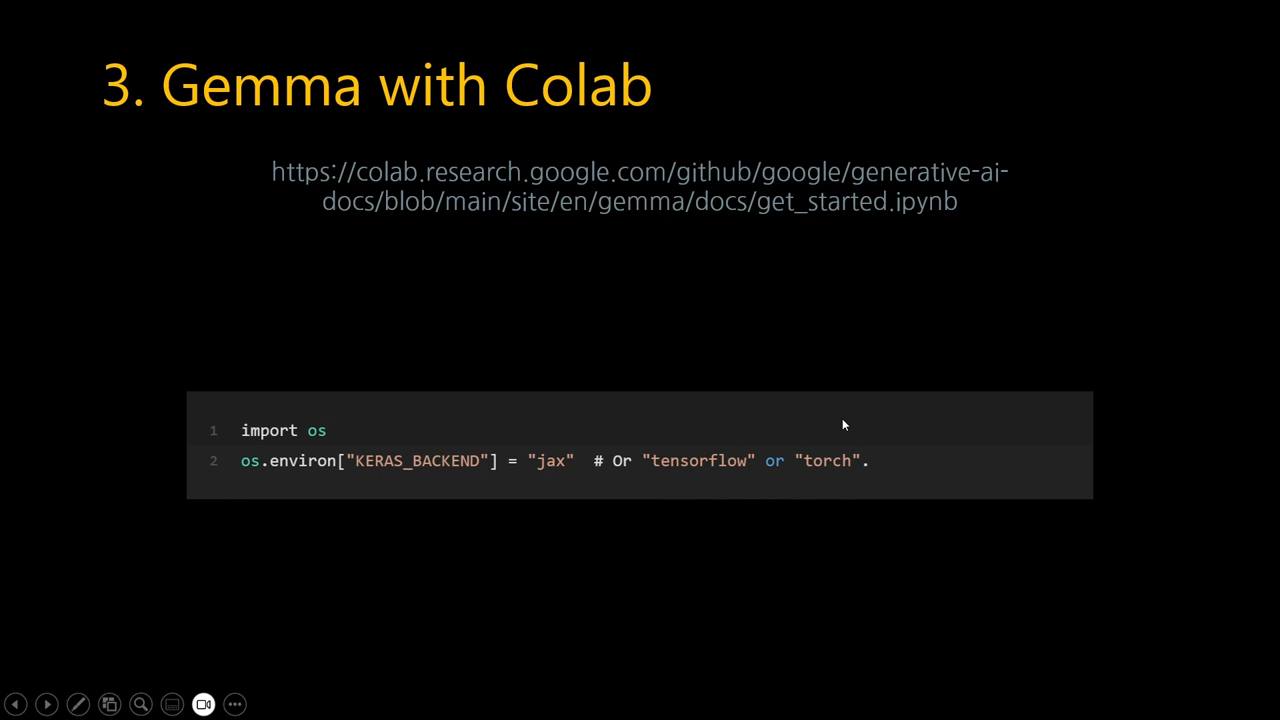 3. Gemma with Colab
https://colab.research.google.com/github/google/generative-ai-
docs/blob/main/site/en/gemma/docs/get_started.ipynb
1 import os
2 os.environ["KERAS_BACKEND"] = "jax"  # Or "tensorflow" or "torch".